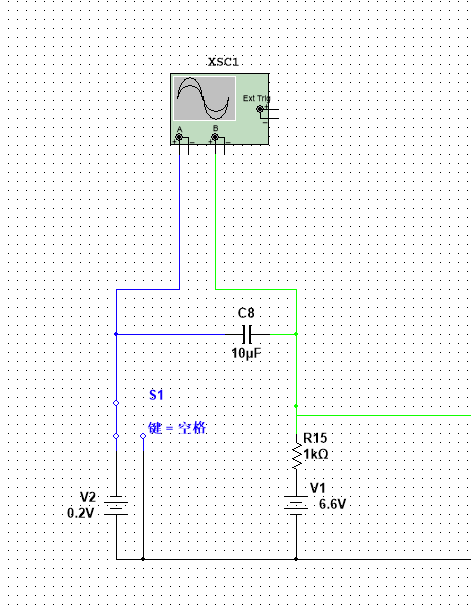 XSC1
Ext Trig
+
-
A
B
+
-
+
-
C8
10µF
S1
键 = 空格
R15
1kΩ
V1
6.6V
V2
0.2V